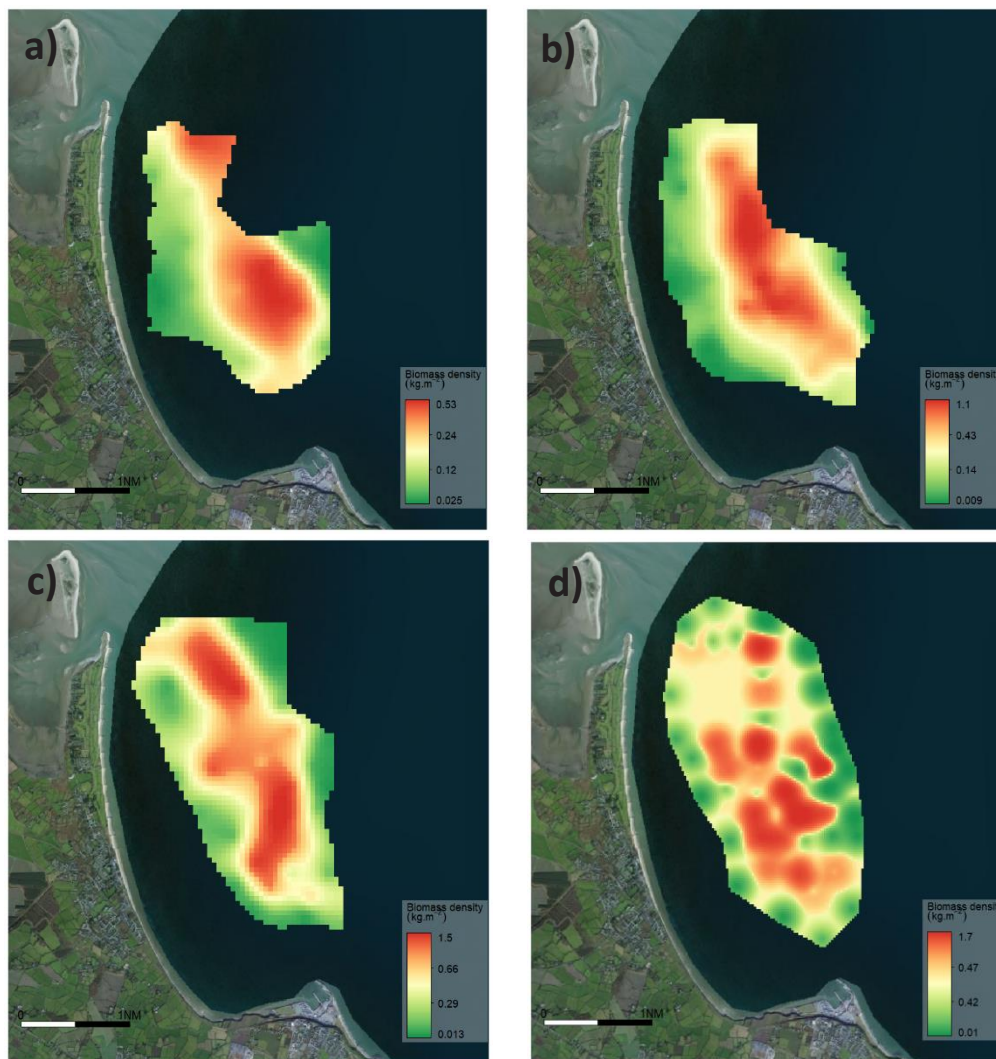 a)
Biomass density
(kg.m⁻²)
0.53
0.24
0.12
0.025
0 1NM
b)
Biomass density
(kg.m⁻²)
1.1
0.43
0.14
0.009
0 1NM
c)
Biomass density
(kg.m⁻²)
1.5
0.66
0.29
0.013
0 1NM
d)
Biomass density
(kg.m⁻²)
1.7
0.47
0.42
0.01
0 1NM